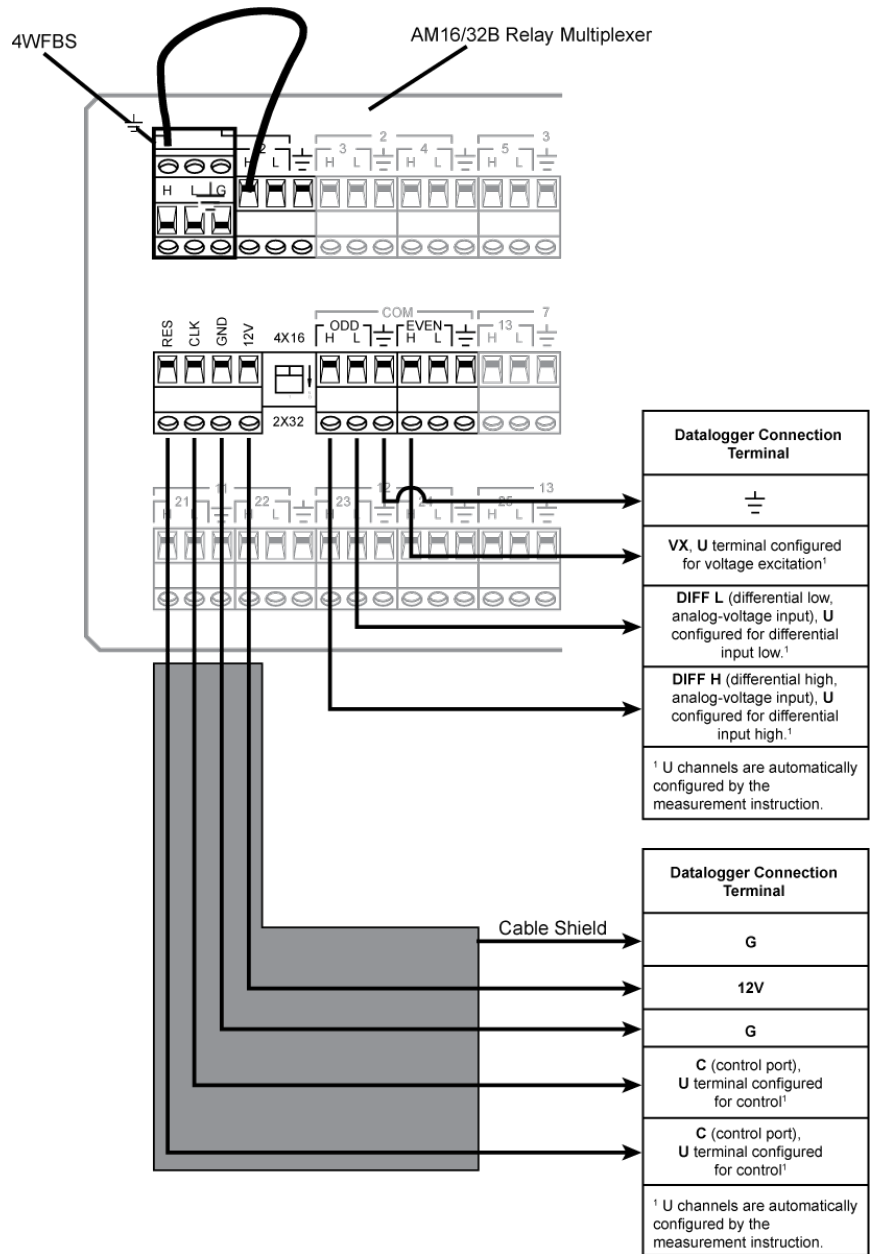 4WFBS
AM16/32B Relay Multiplexer
2 3
2 3 4 5
H L H L H L H L
H L G
COM 7
RES CLK GND 12V 4X16 ODD EVEN 13
H L H L H L
2X32
11 12 13
21 22 23 24 25
H L H L H L H L H L
Datalogger Connection
Terminal
VX, U terminal configured
for voltage excitation¹
DIFF L (differential low,
analog-voltage input), U
configured for differential
input low.¹
DIFF H (differential high,
analog-voltage input), U
configured for differential
input high.¹
¹ U channels are automatically
configured by the
measurement instruction.
Datalogger Connection
Terminal
Cable Shield
G
12V
G
C (control port),
U terminal configured
for control¹
C (control port),
U terminal configured
for control¹
¹ U channels are automatically
configured by the
measurement instruction.